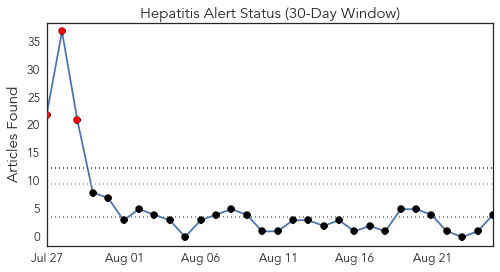 Hepatitis Alert Status (30-Day Window)
Articles Found
35
30
25
20
15
10
5
0
Jul 27 Aug 01 Aug 06 Aug 11 Aug 16 Aug 21